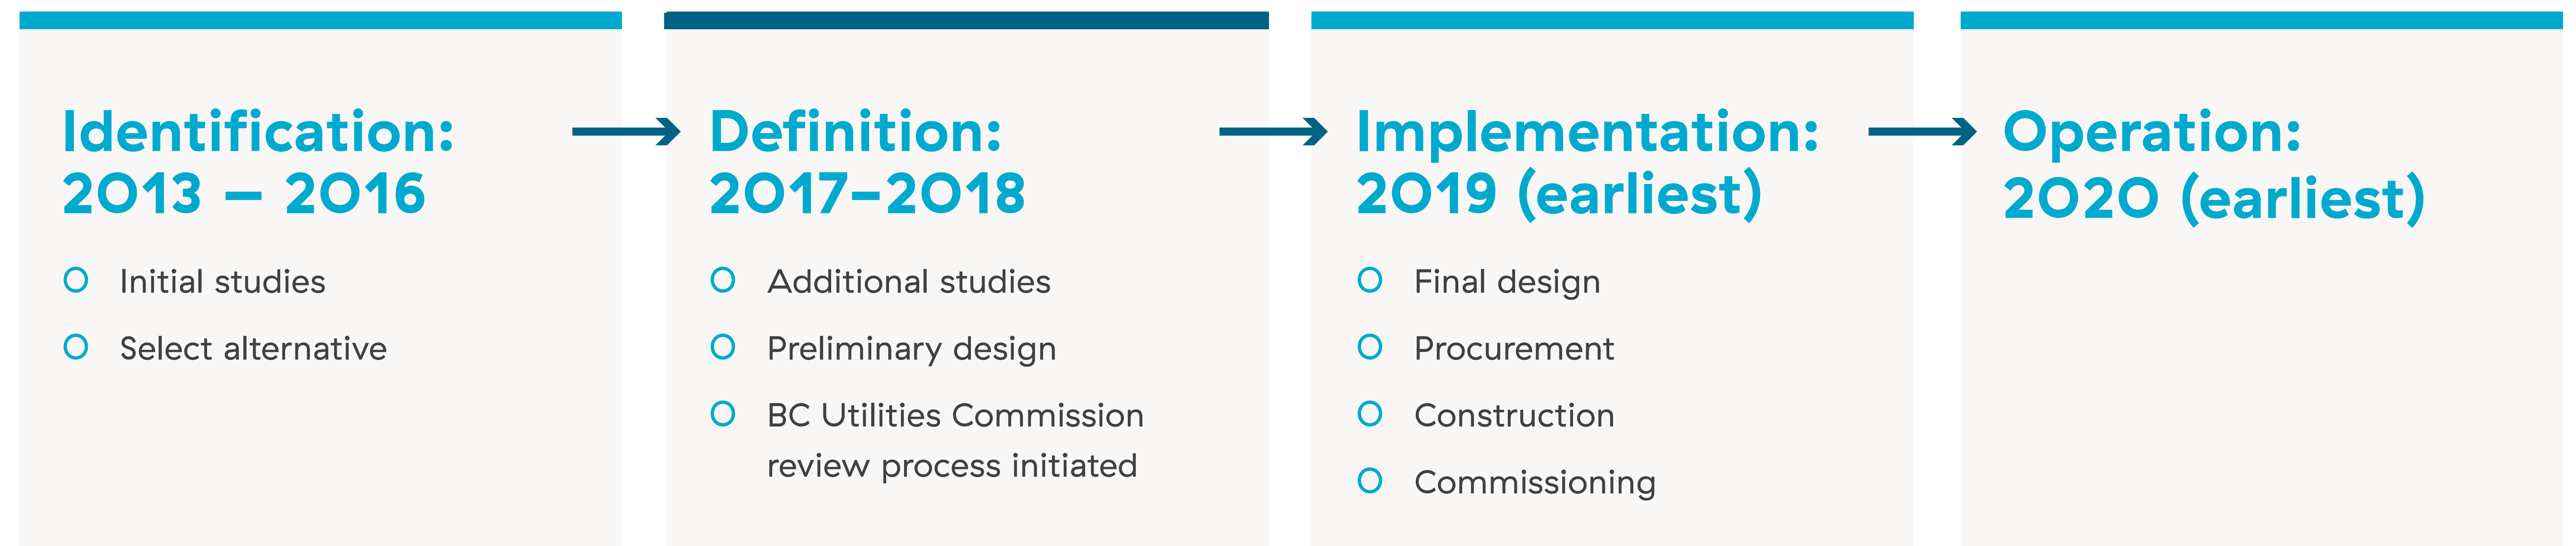 Identification:
2013 – 2016
Initial studies
Select alternative
Definition:
2017–2018
Additional studies
Preliminary design
BC Utilities Commission
review process initiated
Implementation:
2019 (earliest)
Final design
Procurement
Construction
Commissioning
Operation:
2020 (earliest)